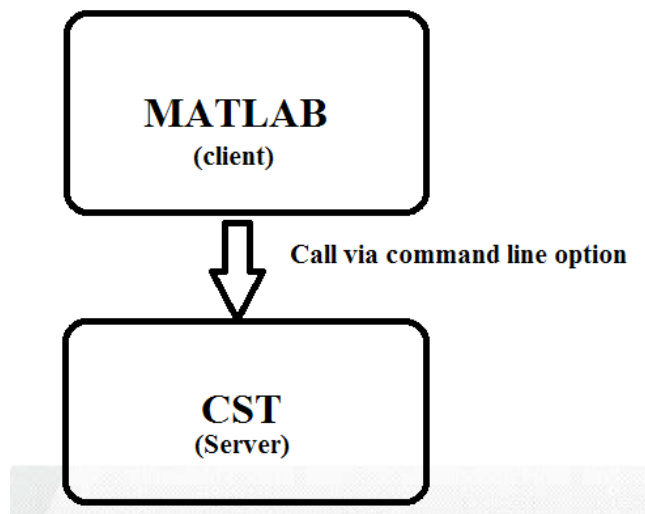 MATLAB
(client)
Call via command line option
CST
(Server)